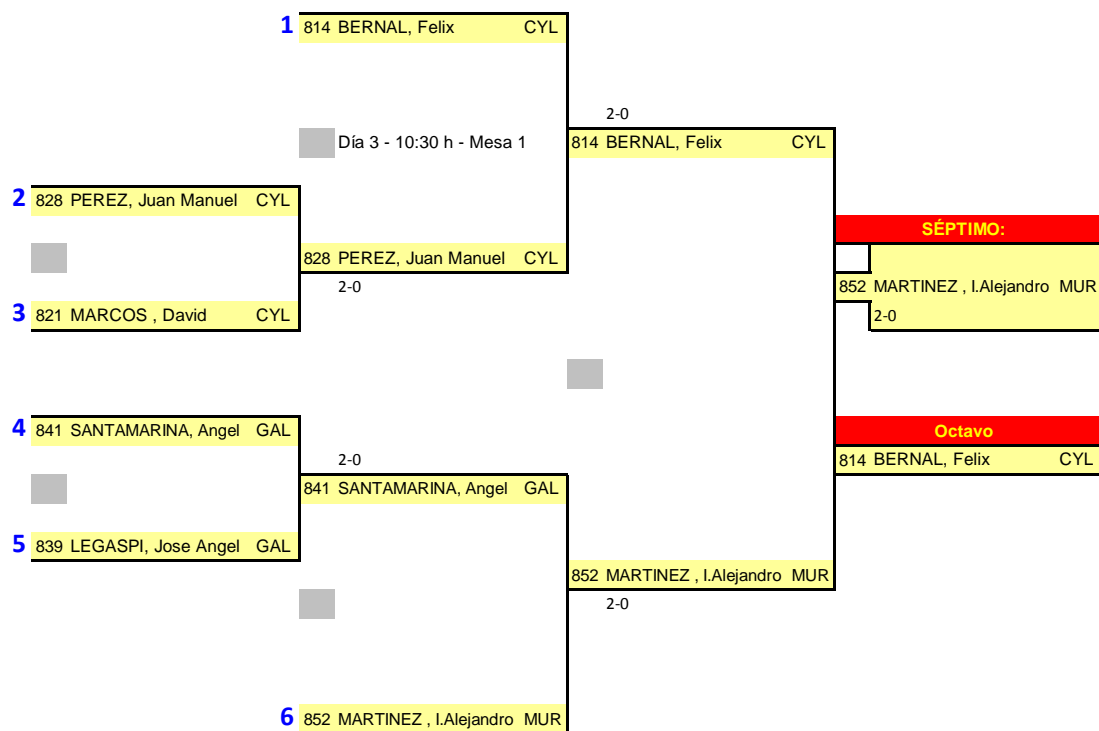 1 814 BERNAL, Felix CYL
2-0
Día 3 - 10:30 h - Mesa 1
814 BERNAL, Felix CYL
2 828 PEREZ, Juan Manuel CYL
SÉPTIMO:
828 PEREZ, Juan Manuel CYL
2-0
852 MARTINEZ , I.Alejandro MUR
3 821 MARCOS , David CYL
2-0
4 841 SANTAMARINA, Angel GAL
Octavo
2-0
814 BERNAL, Felix CYL
841 SANTAMARINA, Angel GAL
5 839 LEGASPI, Jose Angel GAL
852 MARTINEZ , I.Alejandro MUR
2-0
6 852 MARTINEZ , I.Alejandro MUR